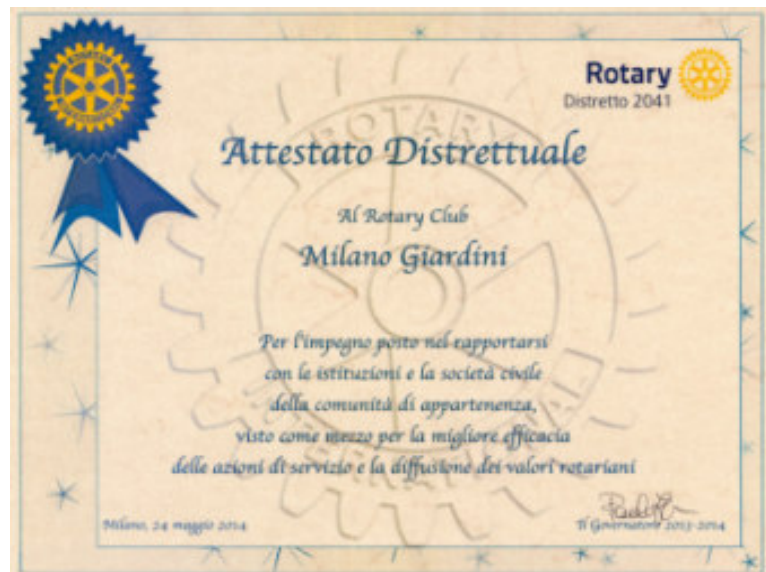 Rotary
Distretto 2041
ROTARY
INTERNATIONAL
Attestato Distrettuale
Al Rotary Club
Milano Giardini
Per l'impegno posto nel rapportarsi
con le istituzioni e la società civile
della comunità di appartenenza,
visto come mezzo per la migliore efficacia
delle azioni di servizio e la diffusione dei valori rotariani
Milano, 24 maggio 2014
Il Governatore 2013-2014